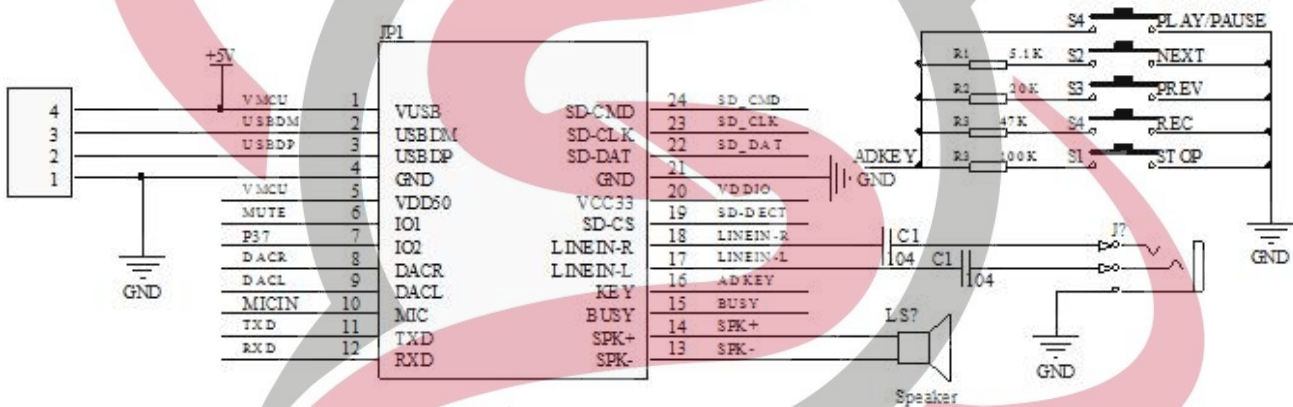 JP1
+5V
4
3
2
1
VMCU 1 VUSB
USBDM 2 USBDM
USBDP 3 USBDP
4 GND
VMCU 5 VDD50
MUTE 6 IO1
P37 7 IO2
DACR 8 DACR
DACL 9 DACL
MICIN 10 MIC
TXD 11 TXD
RXD 12 RXD
GND
SD-CMD 24 SD_CMD
SD-CLK 23 SD_CLK
SD-DAT 22 SD_DAT
GND 21 GND
VCC33 20 VDDIO
SD-CS 19 SD-DECT
LINEIN-R 18 LINEIN-R
LINEIN-L 17 LINEIN-L
KEY 16 ADKEY
BUSY 15 BUSY
SPK+ 14 SPK+
SPK- 13 SPK-
S4 PLAY/PAUSE
R1 5.1K S2 NEXT
R2 20K S3 PREV
R3 47K S4 REC
ADKEY R3 100K S1 STOP
GND
C1
104
C1
104
J?
GND
LS?
Speaker